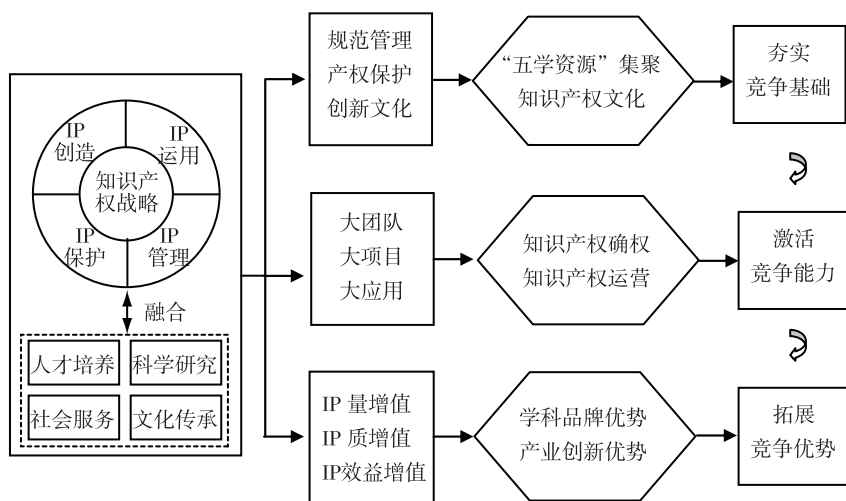 IP
创造
IP
运用
知识产
权战略
IP
保护
IP
管理
融合
人才培养
科学研究
社会服务
文化传承
规范管理
产权保护
创新文化
“五学资源”集聚
知识产权文化
夯实
竞争基础
大团队
大项目
大应用
知识产权确权
知识产权运营
激活
竞争能力
IP 量增值
IP 质增值
IP效益增值
学科品牌优势
产业创新优势
拓展
竞争优势